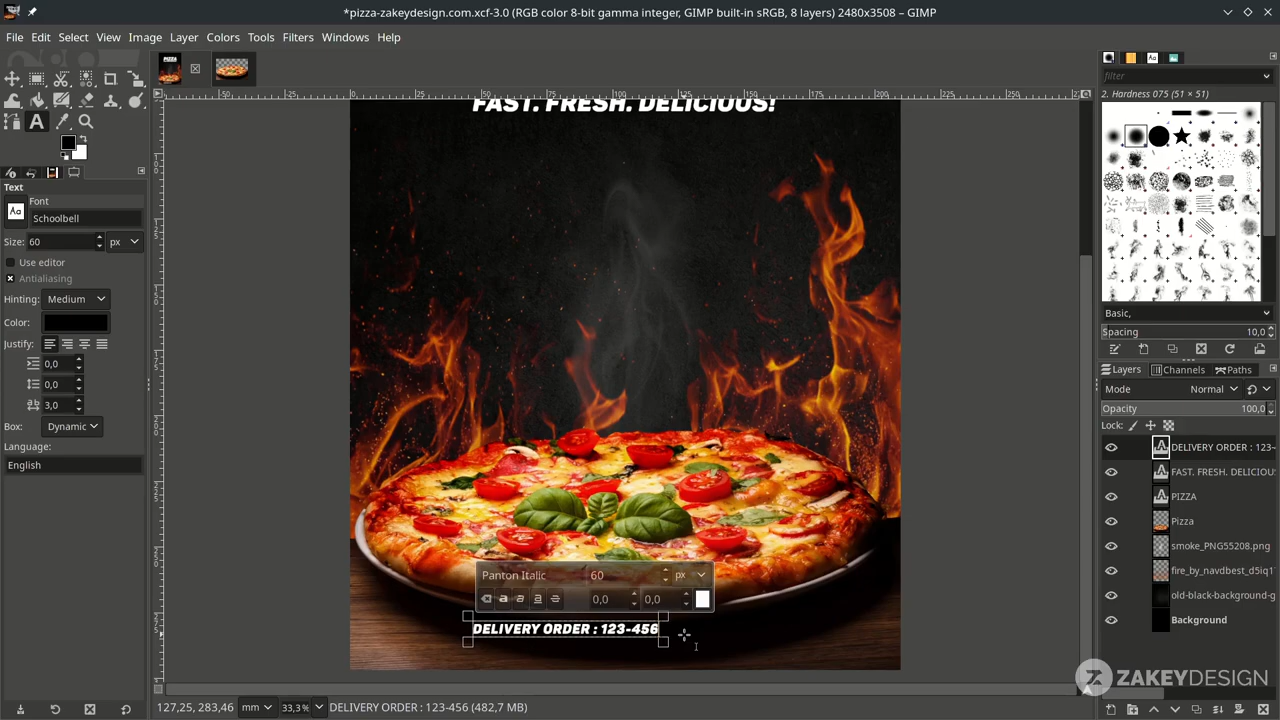 *pizza-zakeydesign.com.xcf-3.0 (RGB color 8-bit gamma integer, GIMP built-in sRGB, 8 layers) 2480x3508 – GIMP
File Edit Select View Image Layer Colors Tools Filters Windows Help
filter
2. Hardness 075 (51 × 51)
PIZZA
FAST. FRESH. DELICIOUS!
Text
Font
Aa Schoolbell
Size: 60 px
Use editor
Antialiasing
Hinting: Medium
Color:
Justify:
0,0
0,0
3,0
Box: Dynamic
Language:
English
Basic,
Spacing 10,0
Layers Channels Paths
Mode Normal
Opacity 100,0
Lock:
DELIVERY ORDER : 123-
FAST. FRESH. DELICIOU
PIZZA
Pizza
smoke_PNG55208.png
fire_by_navdbest_d5iq1
old-black-background-g
Background
Panton Italic 60 px
0,0 0,0
DELIVERY ORDER : 123-456
ZAKEYDESIGN
127,25, 283,46 mm 33,3% DELIVERY ORDER : 123-456 (482,7 MB)